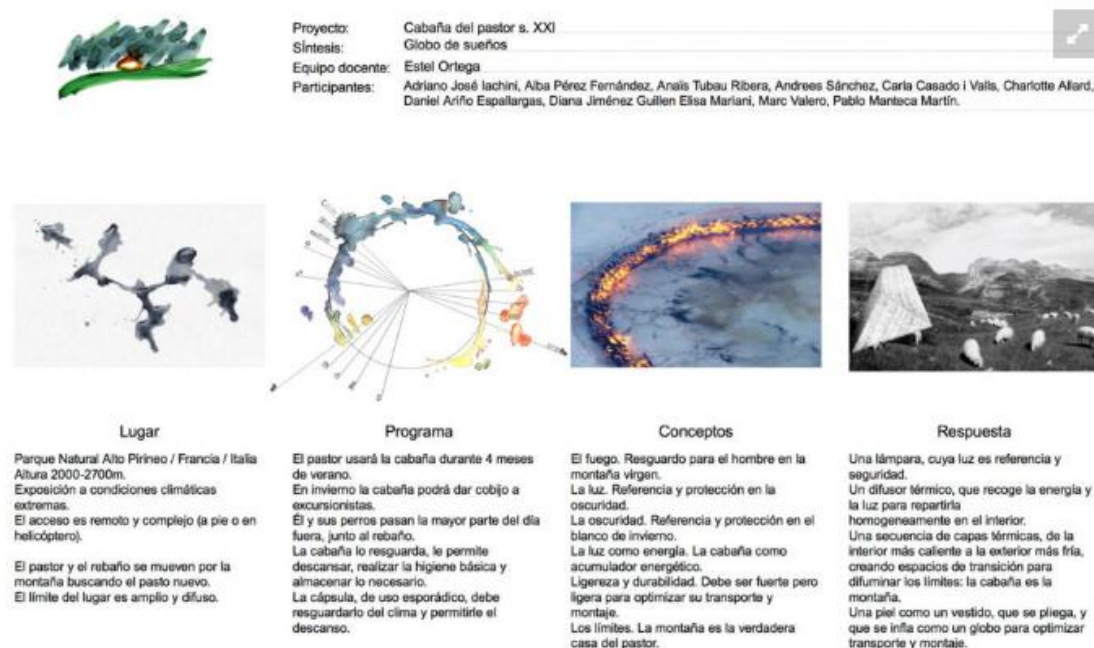 Proyecto: Cabaña del pastor s. XXI
Síntesis: Globo de sueños
Equipo docente: Estel Ortega
Participantes: Adriano José Iachini, Alba Pérez Fernández, Anaïs Tubau Ribera, Andrees Sánchez, Carla Casado i Valls, Charlotte Allard,
Daniel Ariño Espallargas, Diana Jiménez Guillen Elisa Mariani, Marc Valero, Pablo Manteca Martín.
Lugar
Parque Natural Alto Pirineo / Francia / Italia
Altura 2000-2700m.
Exposición a condiciones climáticas
extremas.
El acceso es remoto y complejo (a pie o en
helicóptero).
El pastor y el rebaño se mueven por la
montaña buscando el pasto nuevo.
El límite del lugar es amplio y difuso.
Programa
El pastor usará la cabaña durante 4 meses
de verano.
En invierno la cabaña podrá dar cobijo a
excursionistas.
Él y sus perros pasan la mayor parte del día
fuera, junto al rebaño.
La cabaña lo resguarda, le permite
descansar, realizar la higiene básica y
almacenar lo necesario.
La cápsula, de uso esporádico, debe
resguardarlo del clima y permitirle el
descanso.
Conceptos
El fuego. Resguardo para el hombre en la
montaña virgen.
La luz. Referencia y protección en la
oscuridad.
La oscuridad. Referencia y protección en el
blanco de invierno.
La luz como energía. La cabaña como
acumulador energético.
Ligereza y durabilidad. Debe ser fuerte pero
ligera para optimizar su transporte y
montaje.
Los límites. La montaña es la verdadera
casa del pastor.
Respuesta
Una lámpara, cuya luz es referencia y
seguridad.
Un difusor térmico, que recoge la energía y
la luz para repartirla
homogeneamente en el interior.
Una secuencia de capas térmicas, de la
interior más caliente a la exterior más fría,
creando espacios de transición para
difuminar los límites: la cabaña es la
montaña.
Una piel como un vestido, que se pliega, y
que se infla como un globo para optimizar
transporte y montaje.